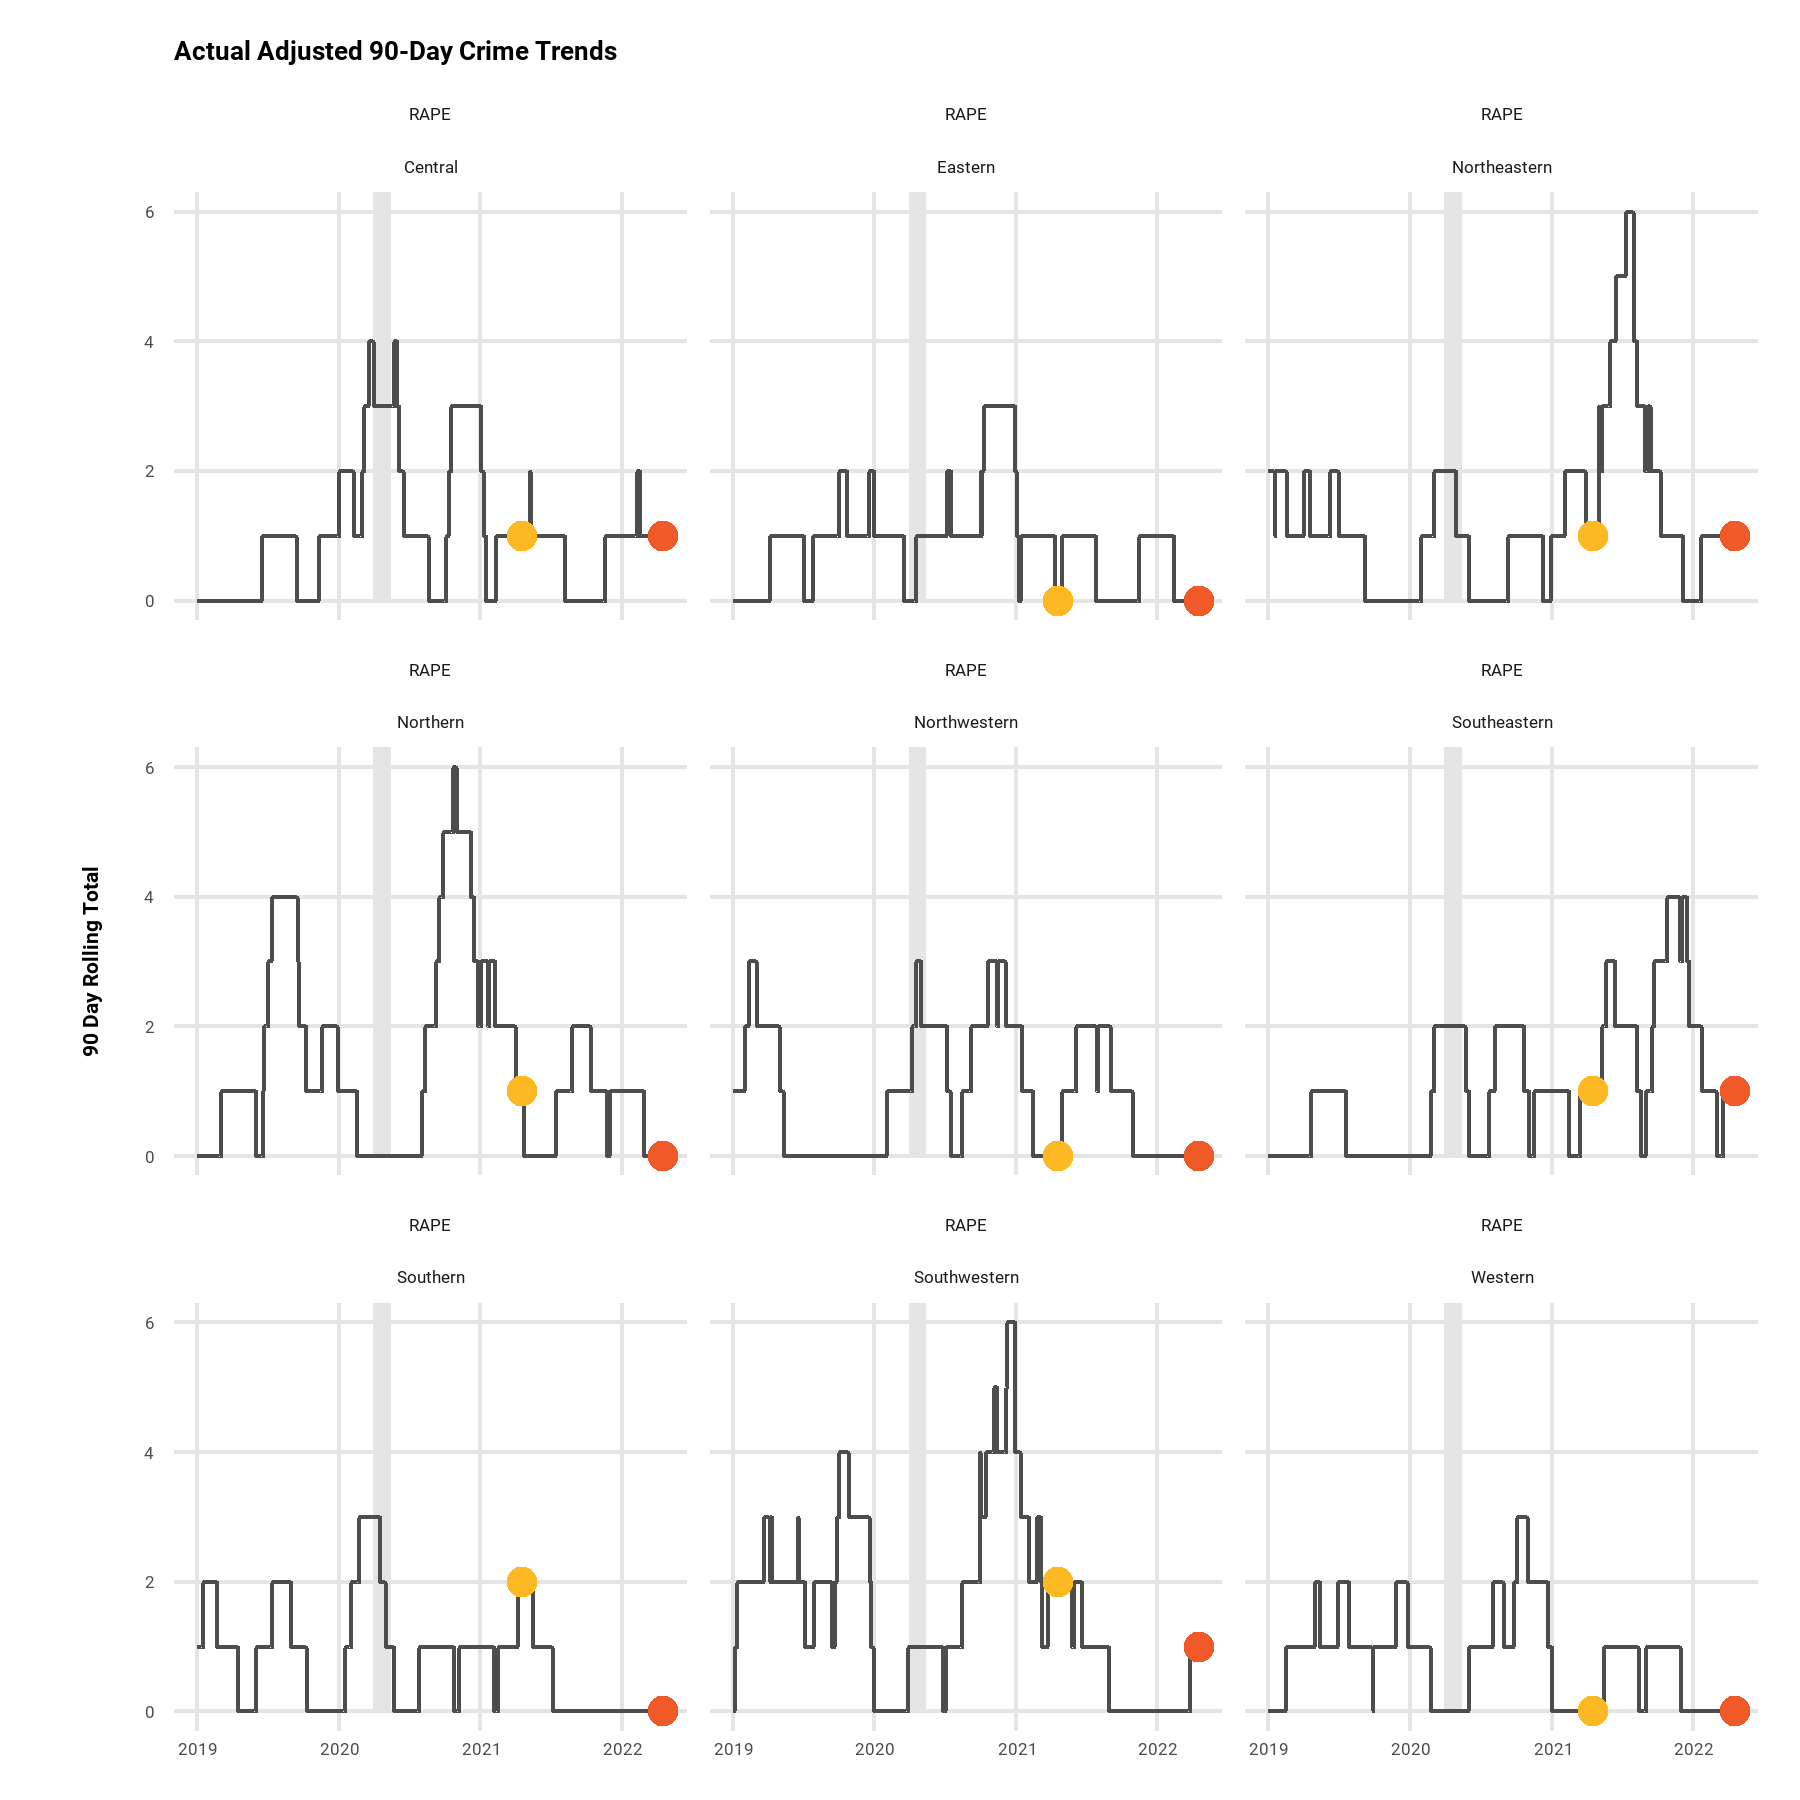 Actual Adjusted 90-Day Crime Trends
RAPE
RAPE
RAPE
Central
Eastern
Northeastern
6
4
2
0
RAPE
RAPE
RAPE
Northern
Northwestern
Southeastern
6
4
2
0
90 Day Rolling Total
RAPE
RAPE
RAPE
Southern
Southwestern
Western
6
4
2
0
2019 2020 2021 2022
2019 2020 2021 2022
2019 2020 2021 2022